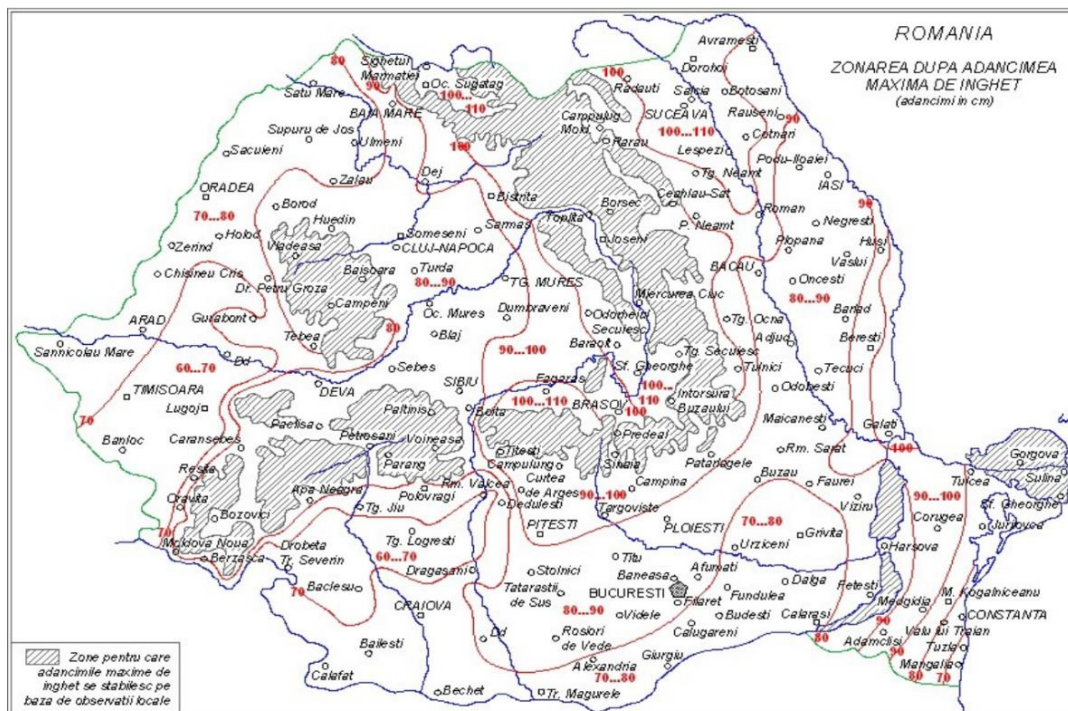 ROMANIA
ZONAREA DUPA ADANCIMEA
MAXIMA DE INGHET
(adancimi in cm)
Avramesti
Dorohoi
80
Sighetul
Marmatiei
90
Oc. Sugatag
100...
110
100
Radauti
Salcia
Botosani
Satu Mare
BAIA MARE
SUCEAVA
Rauseni
90
Campulug
Mold.
100...110
Cotnari
Supuru de Jos
Ulmeni
100
Rarau
Lespezi
Sacuieni
Podu-Iloaiei
IASI
Zalau
Dej
Tg. Neamt
ORADEA
Bistrita
Ceahlau-Sat
90
70...80
Borod
Borsec
Roman
Huedin
Sarmas
Toplita
Negresti
Holod
Someseni
P. Neamt
Zerind
Vladeasa
CLUJ-NAPOCA
Joseni
Plopana
Husi
Vaslui
Chisineu Cris
Baisoara
Turda
TG. MURES
BACAU
Oncesti
Dr. Petru Groza
80...90
80...90
Campeni
Miercurea Ciuc
Dumbraveni
Gurabont
80
Oc. Mures
Odorheiul
Secuiesc
Tg. Ocna
Barlad
ARAD
Tebea
Blaj
Adjud
Beresti
Sannicolau Mare
Dd
90...100
Baraolt
Tg. Secuiesc
60...70
Sebes
Sf. Gheorghe
Tulnici
Tecuci
TIMISOARA
DEVA
SIBIU
Fagaras
100...
110
Odobesti
Lugoj
100...110
BRASOV
Intorsura
Buzaului
70
Paltinis
Boita
100
Maicanesti
Paclisa
Galati
Banloc
Caransebes
Petrosani
Voineasa
Predeal
100
Titesti
Rm. Sarat
Resita
Parang
Campulung
Sinaia
Patarlagele
Gorgova
Tulcea
Sulina
Oravita
Apa Neagra
Polovragi
Rm. Valcea
Curtea
de Arges
90...100
Campina
Buzau
Faurei
90...100
Sf. Gheorghe
Bozovici
Tg. Jiu
Dedulesti
Targoviste
Viziru
Corugea
Jurilovca
70
Moldova Noua
PITESTI
PLOIESTI
70...80
Grivita
Berzasca
Drobeta
Tr. Severin
Tg. Logresti
60...70
Titu
Urziceni
Harsova
Dragasani
Stolnici
Baneasa
Afumati
Baclesu
70
Tatarastii
de Sus
BUCURESTI
Fundulea
Dalga
Fetesti
M. Kogalniceanu
CRAIOVA
80...90
Videle
Filaret
Budesti
Calarasi
Medgidia
CONSTANTA
90
Valu lui Traian
Bailesti
Dd
Rosiori
de Vede
Calugareni
80
Adamclisi
Tuzla
90
Mangalia
Calafat
Alexandria
Giurgiu
80
70
70...80
Bechet
Tr. Magurele
Zone pentru care
adancimile maxime de
inghet se stabilesc pe
baza de observatii locale